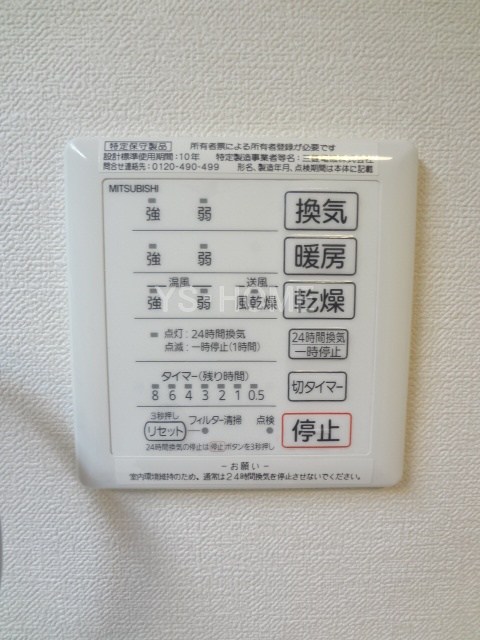 特定保守製品 所有者票による所有者登録が必要です
設計標準使用期間:10年 特定製造事業者等名:三菱電機株式会社
問合せ連絡先:0120-490-499 形名、製造年月、点検期間は本体に記載
MITSUBISHI
強 弱 換気
強 弱 暖房
温風 送風
強 弱 風乾燥 乾燥
YS HOME
点灯:24時間換気
点滅:一時停止(1時間)
24時間換気
一時停止
タイマー(残り時間)
8 6 4 3 2 1 0.5
切タイマー
3秒押し
リセット フィルター清掃 点検
停止
24時間換気の停止は停止ボタンを3秒押し
-お願い-
室内環境維持のため、通常は24時間換気を停止させないでください。